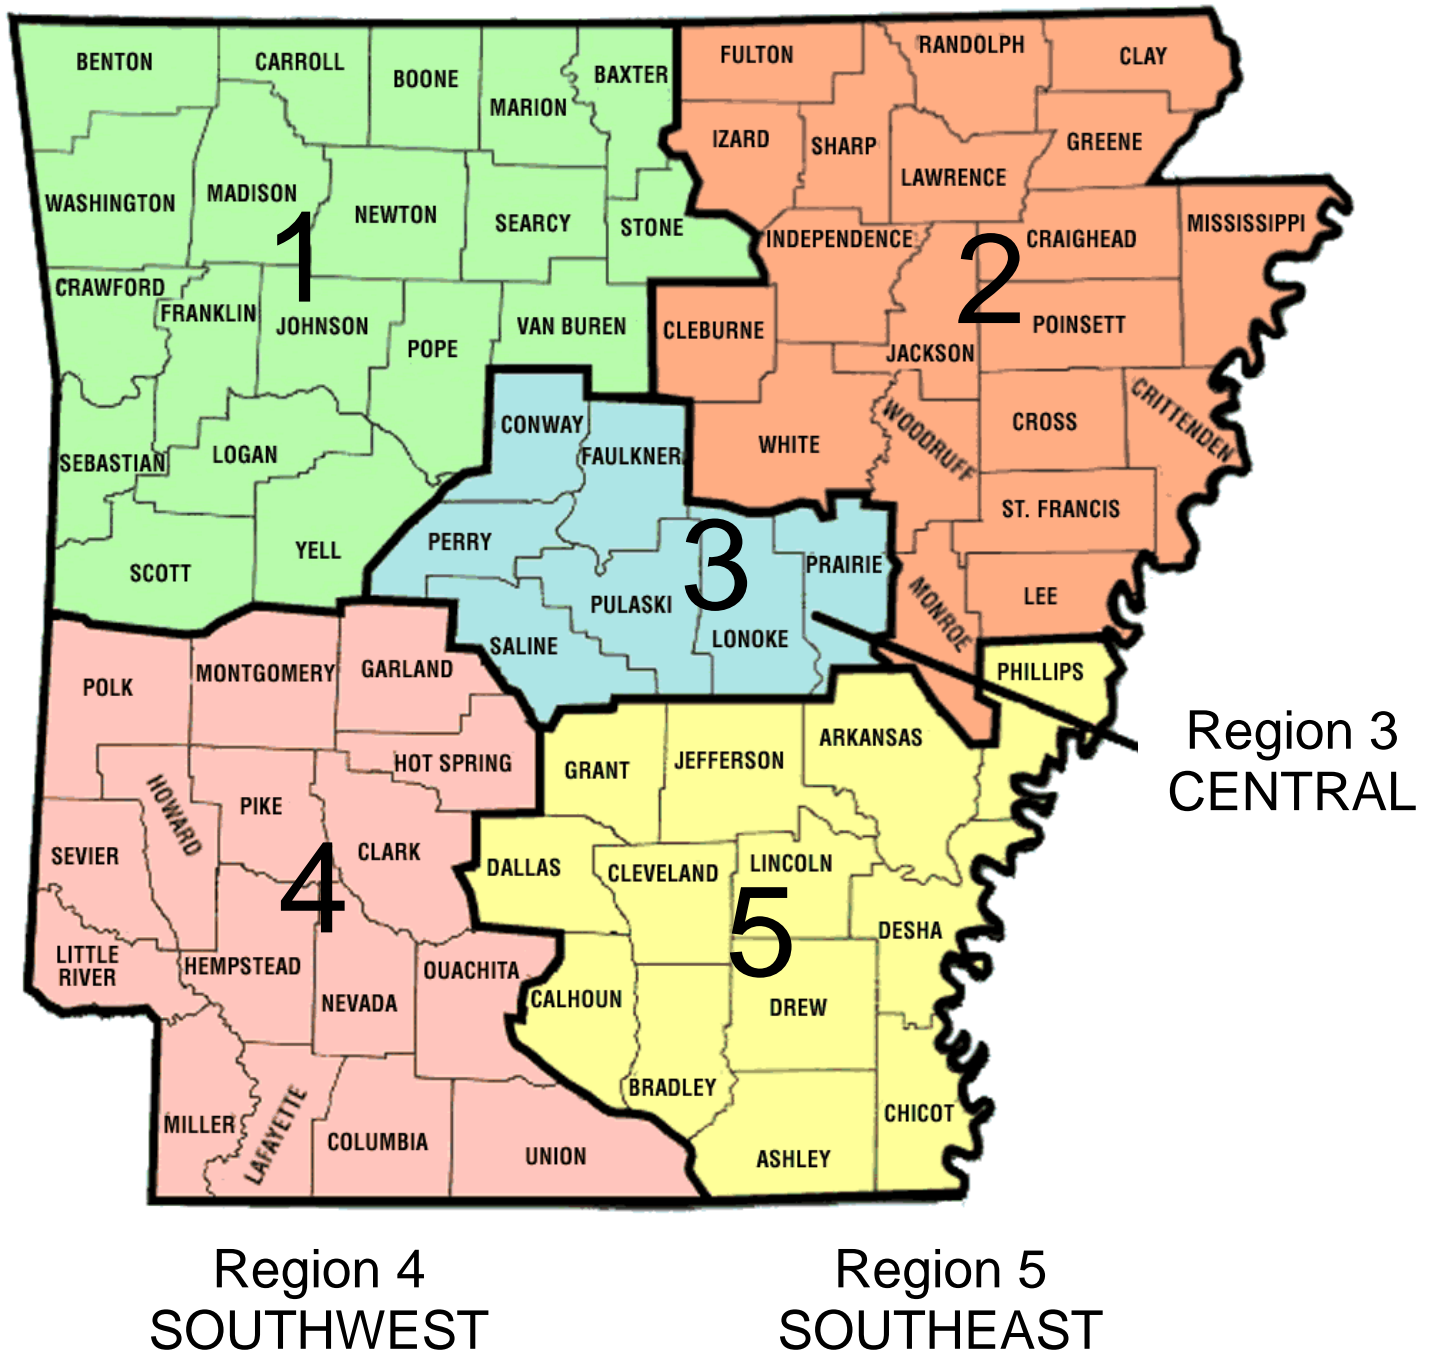 BENTON
CARROLL
BOONE
MARION
BAXTER
FULTON
RANDOLPH
CLAY
IZARD
SHARP
LAWRENCE
GREENE
WASHINGTON
MADISON
NEWTON
SEARCY
STONE
1
INDEPENDENCE
2
CRAIGHEAD
MISSISSIPPI
CRAWFORD
FRANKLIN
JOHNSON
POPE
VAN BUREN
CLEBURNE
JACKSON
POINSETT
SEBASTIAN
LOGAN
CONWAY
FAULKNER
WHITE
WOODRUFF
CROSS
CRITTENDEN
ST. FRANCIS
SCOTT
YELL
PERRY
3
PRAIRIE
PULASKI
LONOKE
SALINE
MONROE
LEE
PHILLIPS
POLK
MONTGOMERY
GARLAND
HOT SPRING
GRANT
JEFFERSON
ARKANSAS
Region 3
CENTRAL
HOWARD
PIKE
SEVIER
4
CLARK
DALLAS
CLEVELAND
LINCOLN
5
DESHA
LITTLE
RIVER
HEMPSTEAD
NEVADA
OUACHITA
CALHOUN
DREW
BRADLEY
MILLER
LAFAYETTE
COLUMBIA
UNION
ASHLEY
CHICOT
Region 4
SOUTHWEST
Region 5
SOUTHEAST